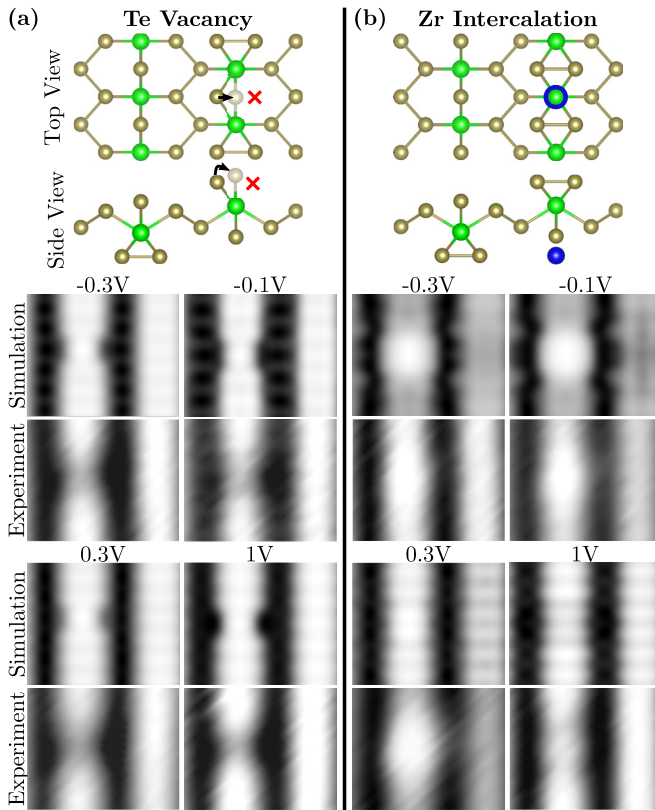 (a) Te Vacancy
(b) Zr Intercalation
Top View
Side View
-0.3V -0.1V
-0.3V -0.1V
Simulation
Experiment
0.3V 1V
0.3V 1V
Simulation
Experiment